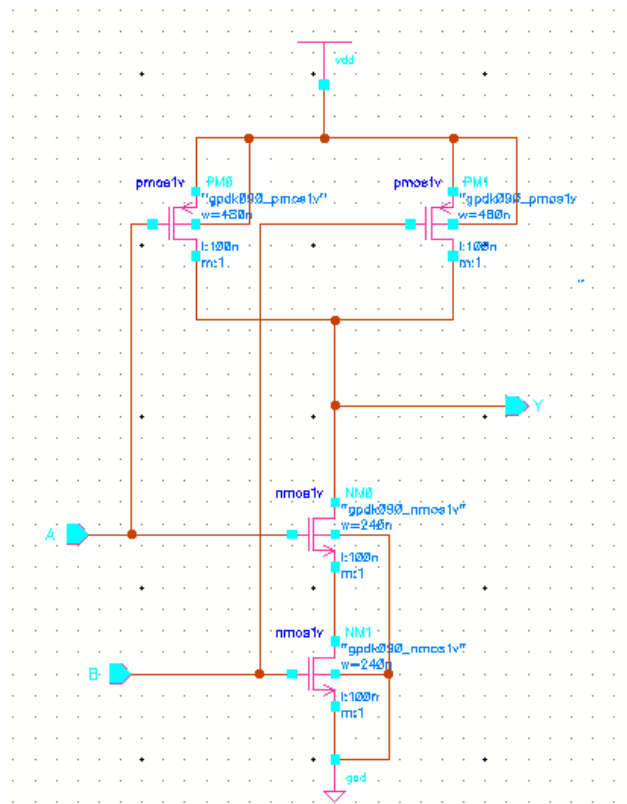 vdd
pmos1v PM0
"gpdk090_pmos1v"
w=480n
l:100n
m:1
pmos1v PM1
"gpdk090_pmos1v
w=480n
l:100n
m:1
Y
nmos1v NM0
"gpdk090_nmos1v"
w=240n
l:100n
m:1
A
nmos1v NM1
"gpdk090_nmos1v"
w=240n
l:100n
m:1
B
gnd